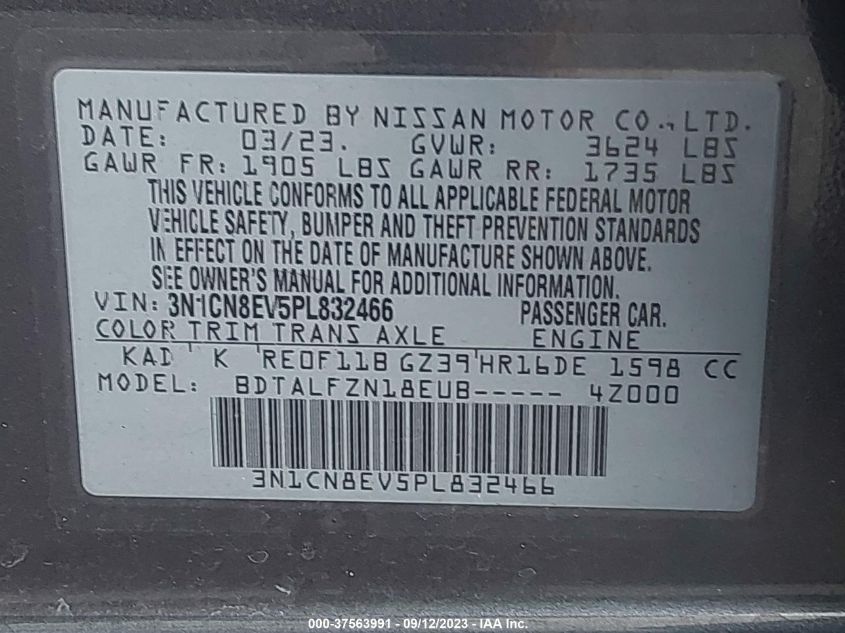 MANUFACTURED BY NISSAN MOTOR CO., LTD.
DATE: 03/23. GVWR: 3624 LBS
GAWR FR: 1905 LBS GAWR RR: 1735 LBS
THIS VEHICLE CONFORMS TO ALL APPLICABLE FEDERAL MOTOR
VEHICLE SAFETY, BUMPER AND THEFT PREVENTION STANDARDS
IN EFFECT ON THE DATE OF MANUFACTURE SHOWN ABOVE.
SEE OWNER'S MANUAL FOR ADDITIONAL INFORMATION.
VIN: 3N1CN8EV5PL832466 PASSENGER CAR.
COLOR TRIM TRANS AXLE ENGINE
KAD K RE0F11B GZ39 HR16DE 1598 CC
MODEL: BDTALFZN18EUB----- 4Z000
3N1CN8EV5PL832466
000-37563991 - 09/12/2023 - IAA Inc.